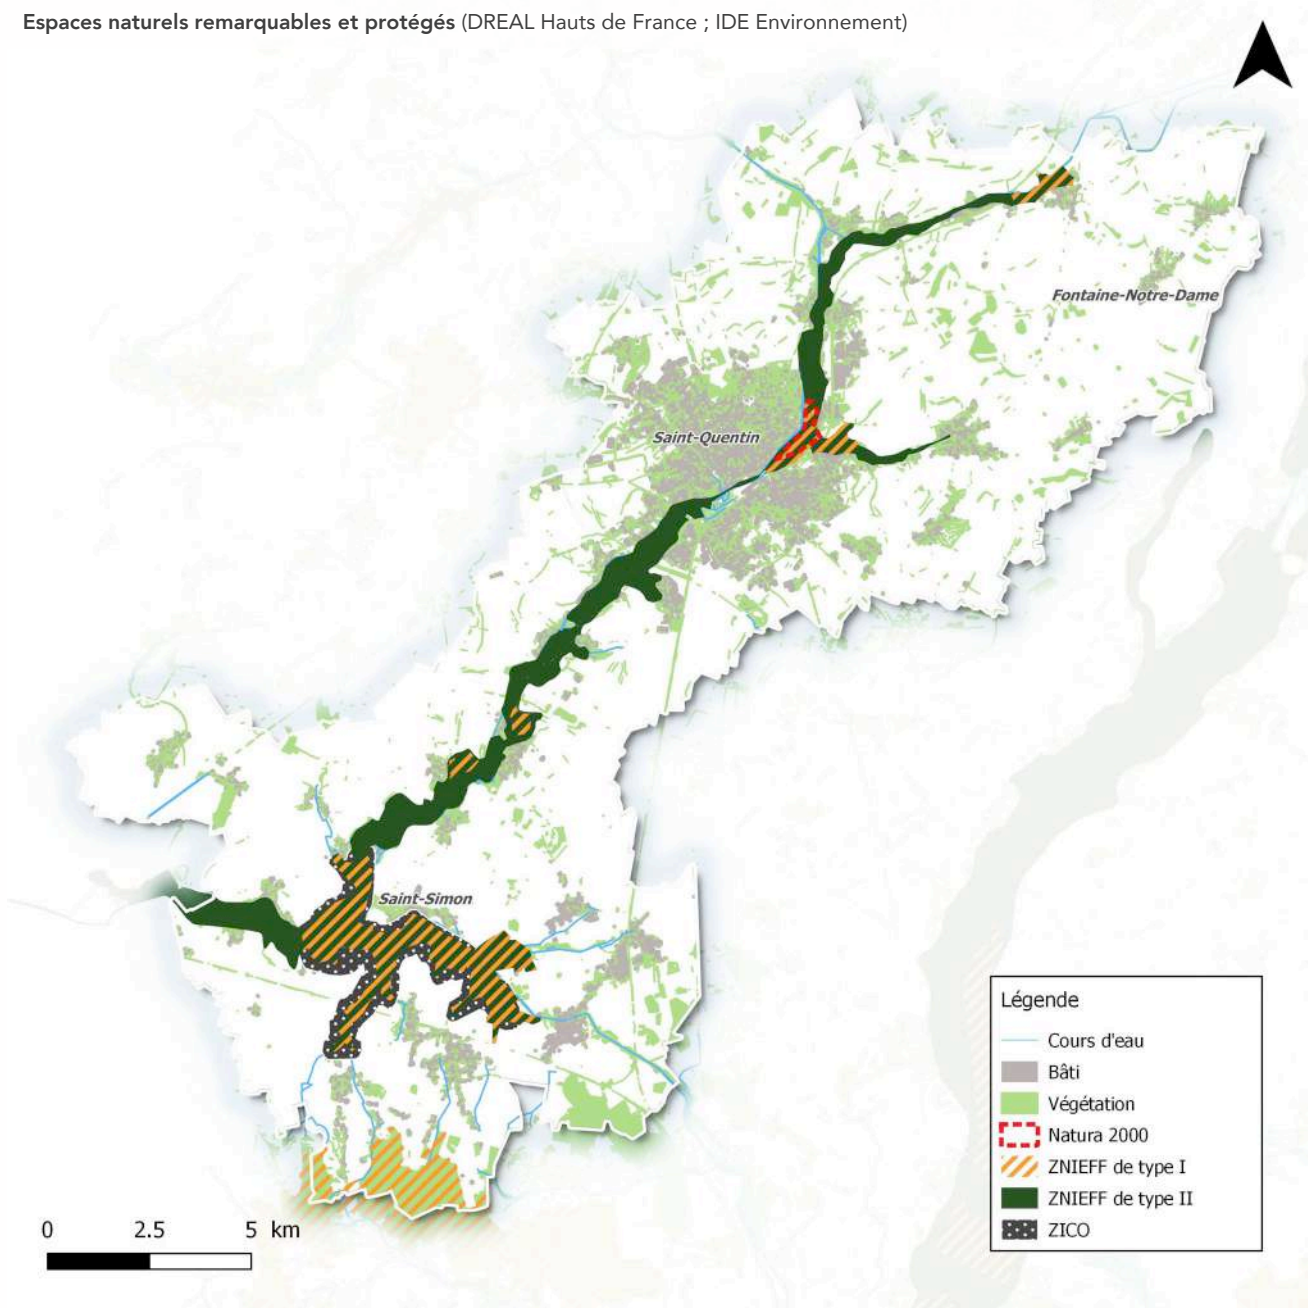 Espaces naturels remarquables et protégés (DREAL Hauts de France ; IDE Environnement)
Fontaine-Notre-Dame
Saint-Quentin
Saint-Simon
Légende
Cours d'eau
Bâti
Végétation
Natura 2000
ZNIEFF de type I
ZNIEFF de type II
ZICO
0 2.5 5 km